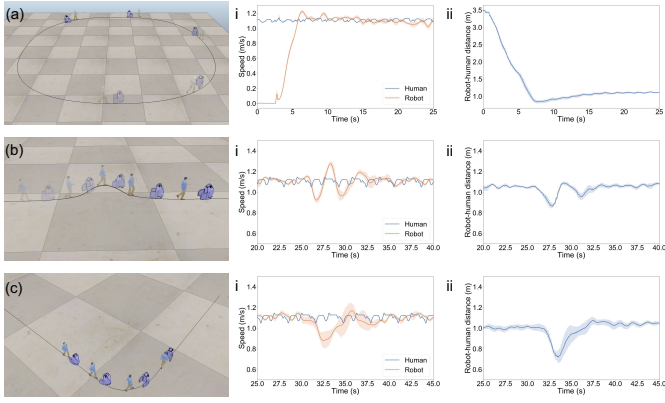 (a)
i
Speed (m/s)
1.2
1.0
0.8
0.6
0.4
0.2
0.0
Human
Robot
0
5
10
15
20
25
Time (s)
ii
Robot-human distance (m)
3.5
3.0
2.5
2.0
1.5
1.0
0
5
10
15
20
25
Time (s)
(b)
i
Speed (m/s)
1.4
1.2
1.0
0.8
0.6
Human
Robot
20.0 22.5 25.0 27.5 30.0 32.5 35.0 37.5 40.0
Time (s)
ii
Robot-human distance (m)
1.4
1.2
1.0
0.8
0.6
20.0 22.5 25.0 27.5 30.0 32.5 35.0 37.5 40.0
Time (s)
(c)
i
Speed (m/s)
1.4
1.2
1.0
0.8
0.6
Human
Robot
25.0 27.5 30.0 32.5 35.0 37.5 40.0 42.5 45.0
Time (s)
ii
Robot-human distance (m)
1.4
1.2
1.0
0.8
0.6
25.0 27.5 30.0 32.5 35.0 37.5 40.0 42.5 45.0
Time (s)